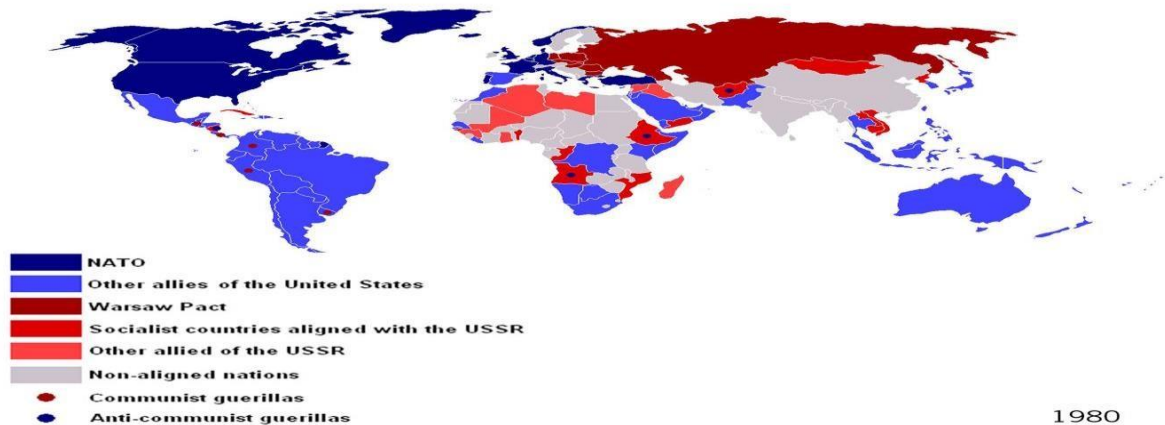 NATO
Other allies of the United States
Warsaw Pact
Socialist countries aligned with the USSR
Other allied of the USSR
Non-aligned nations
Communist guerillas
Anti-communist guerillas
1980